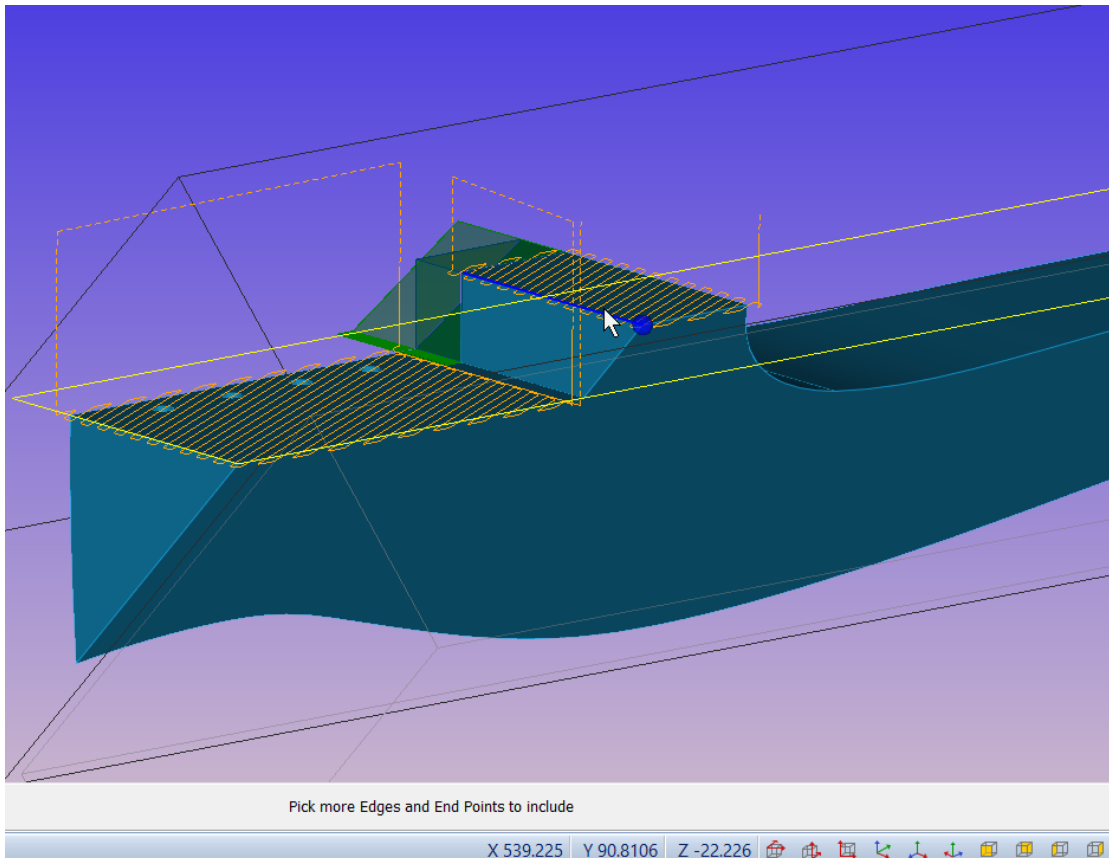 Pick more Edges and End Points to include
X 539.225 Y 90.8106 Z -22.226